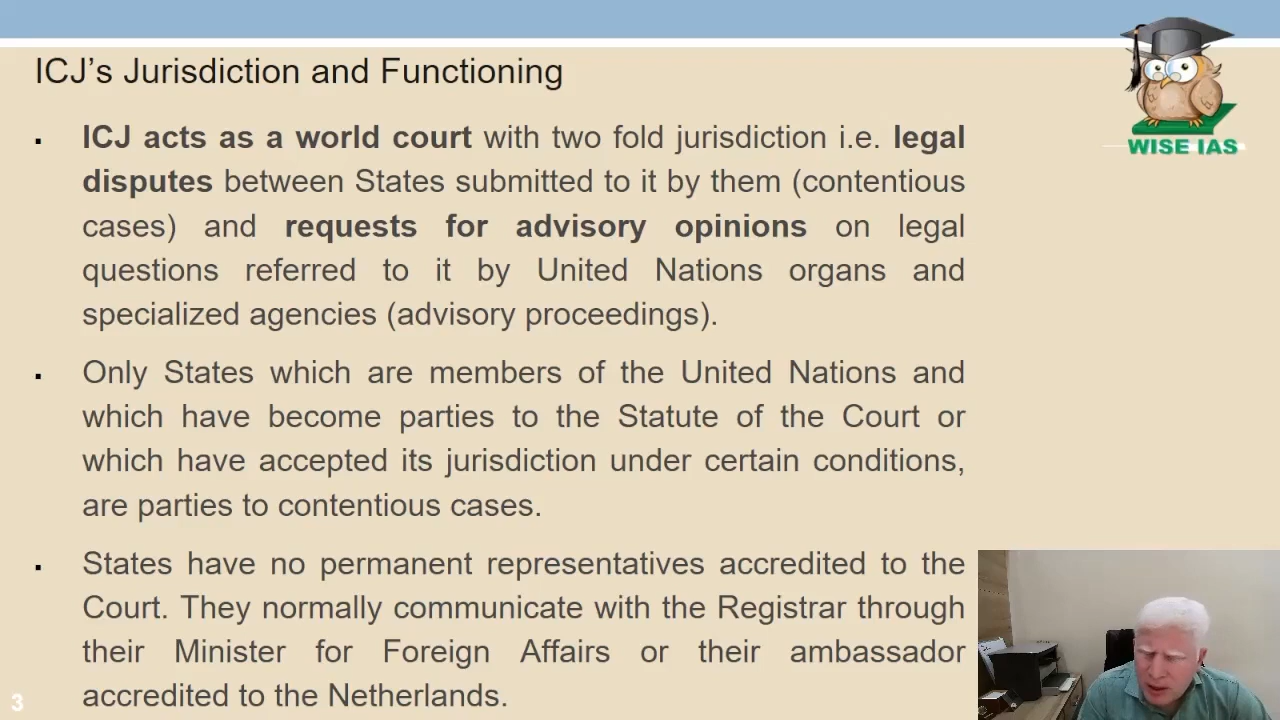 ICJ’s Jurisdiction and Functioning
WISE IAS
▪ ICJ acts as a world court with two fold jurisdiction i.e. legal
disputes between States submitted to it by them (contentious
cases) and requests for advisory opinions on legal
questions referred to it by United Nations organs and
specialized agencies (advisory proceedings).
▪ Only States which are members of the United Nations and
which have become parties to the Statute of the Court or
which have accepted its jurisdiction under certain conditions,
are parties to contentious cases.
▪ States have no permanent representatives accredited to the
Court. They normally communicate with the Registrar through
their Minister for Foreign Affairs or their ambassador
accredited to the Netherlands.
3